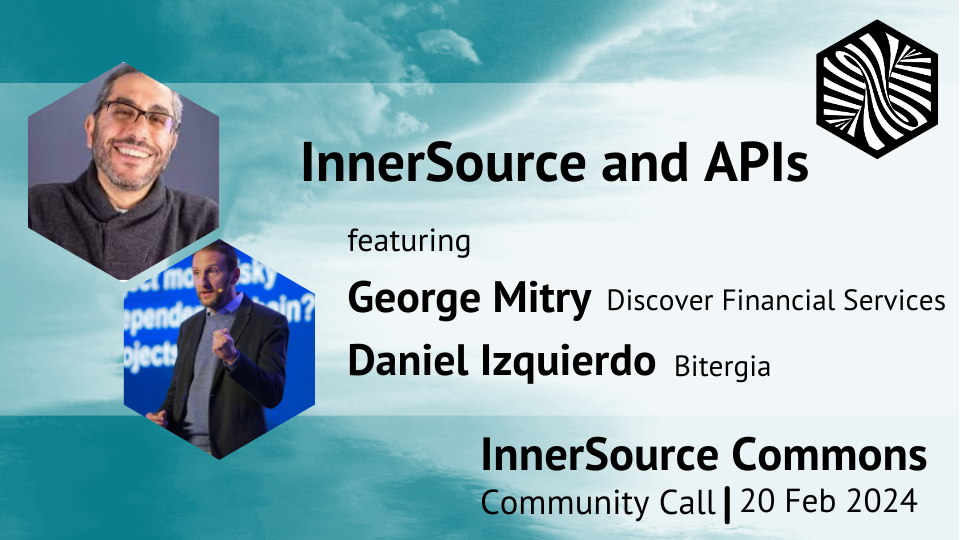 InnerSource and APIs
featuring
George Mitry Discover Financial Services
Daniel Izquierdo Bitergia
InnerSource Commons
Community Call | 20 Feb 2024
chain?